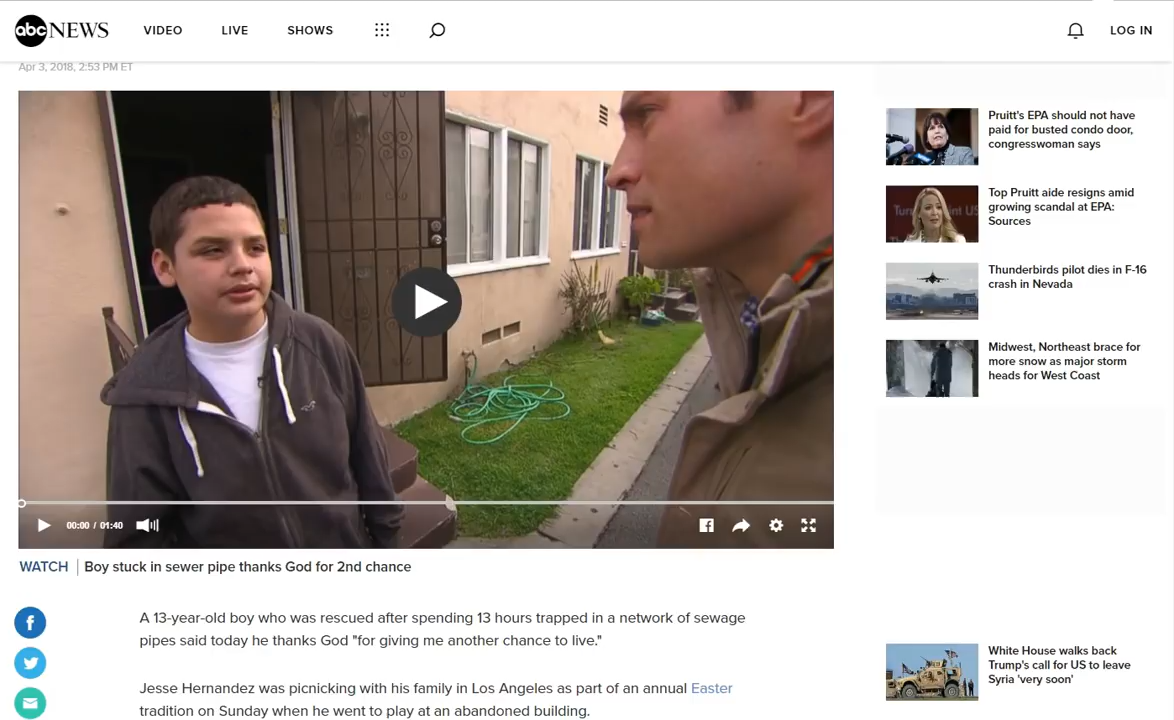 abc NEWS
VIDEO
LIVE
SHOWS
LOG IN
Apr 3, 2018, 2:53 PM ET
00:00 / 01:40
WATCH
Boy stuck in sewer pipe thanks God for 2nd chance
A 13-year-old boy who was rescued after spending 13 hours trapped in a network of sewage
pipes said today he thanks God "for giving me another chance to live."
Jesse Hernandez was picnicking with his family in Los Angeles as part of an annual Easter
tradition on Sunday when he went to play at an abandoned building.
Pruitt's EPA should not have
paid for busted condo door,
congresswoman says
Top Pruitt aide resigns amid
growing scandal at EPA:
Sources
Thunderbirds pilot dies in F-16
crash in Nevada
Midwest, Northeast brace for
more snow as major storm
heads for West Coast
White House walks back
Trump's call for US to leave
Syria 'very soon'